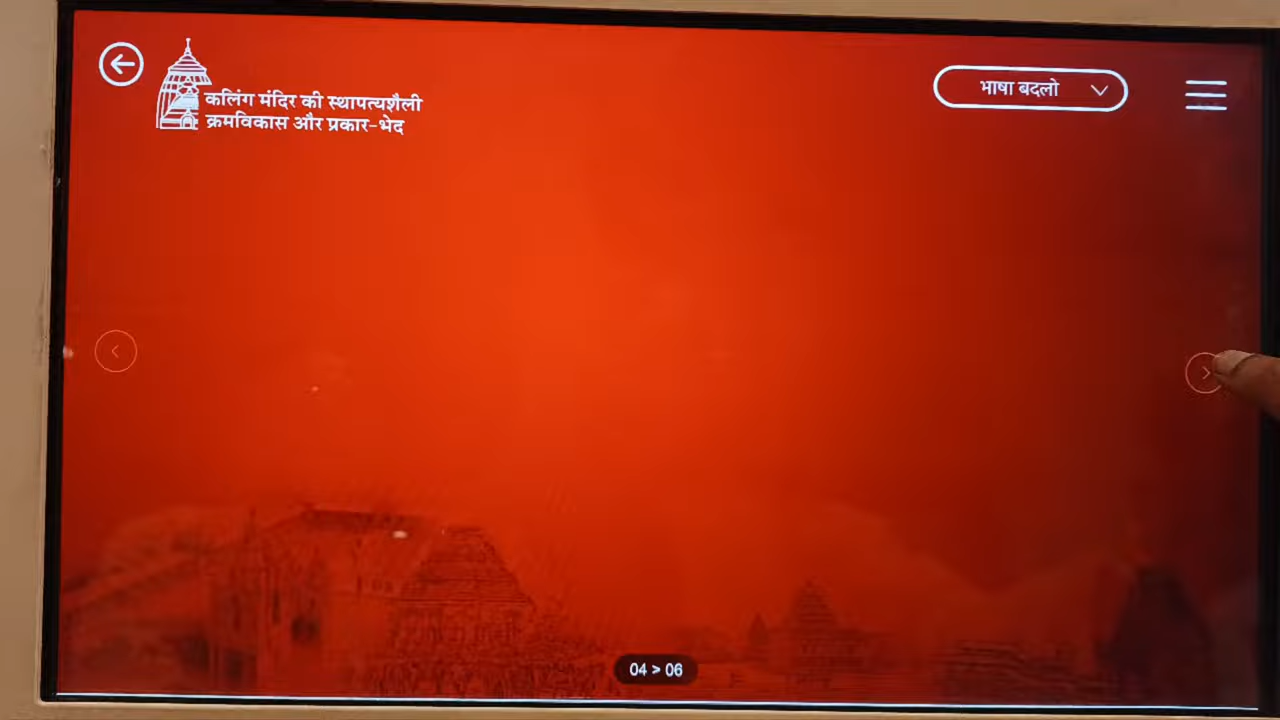 कलिंग मंदिर की स्थापत्यशैली
क्रमविकास और प्रकार-भेद
भाषा बदलो
04 > 06